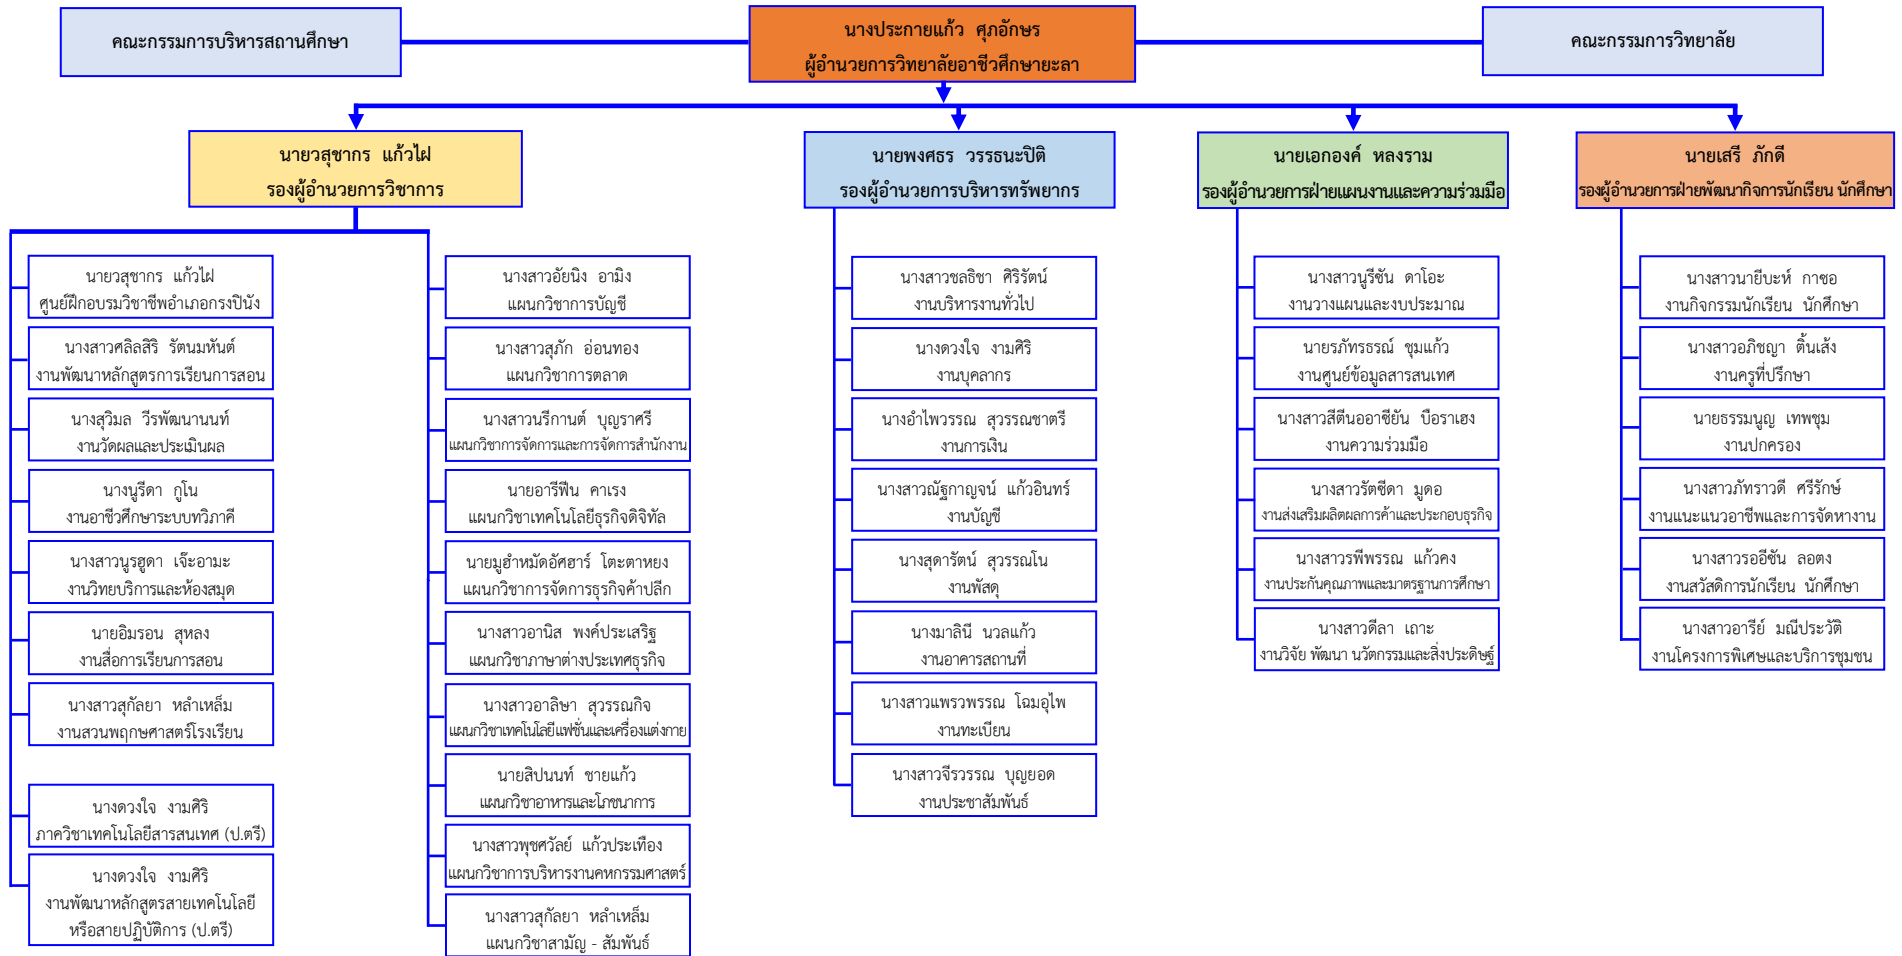 คณะกรรมการบริหารสถานศึกษา
นางประกายแก้ว ศุภอักษร
ผู้อำนวยการวิทยาลัยอาชีวศึกษายะลา
คณะกรรมการวิทยาลัย
นายวสุชากร แก้วไฝ
รองผู้อำนวยการวิชาการ
นายพงศธร วรรธนะปิติ
รองผู้อำนวยการบริหารทรัพยากร
นายเอกองค์ หลงราม
รองผู้อำนวยการฝ่ายแผนงานและความร่วมมือ
นายเสรี ภักดี
รองผู้อำนวยการฝ่ายพัฒนากิจการนักเรียน นักศึกษา
นายวสุชากร แก้วไฝ
ศูนย์ฝึกอบรมวิชาชีพอำเภอกรงปินัง
นางสาวศลิลสิริ รัตนมหันต์
งานพัฒนาหลักสูตรการเรียนการสอน
นางสุวิมล วีรพัฒนานนท์
งานวัดผลและประเมินผล
นางนูรีดา กูโน
งานอาชีวศึกษาระบบทวิภาคี
นางสาวนูรฮูดา เจ๊ะอามะ
งานวิทยบริการและห้องสมุด
นายอิมรอน สุหลง
งานสื่อการเรียนการสอน
นางสาวสุกัลยา หลำเหล็ม
งานสวนพฤกษศาสตร์โรงเรียน
นางดวงใจ งามศิริ
ภาควิชาเทคโนโลยีสารสนเทศ (ป.ตรี)
นางดวงใจ งามศิริ
งานพัฒนาหลักสูตรสายเทคโนโลยี
หรือสายปฏิบัติการ (ป.ตรี)
นางสาวอัยนิง อามิง
แผนกวิชาการบัญชี
นางสาวสุภัก อ่อนทอง
แผนกวิชาการตลาด
นางสาวนรีกานต์ บุญราศรี
แผนกวิชาการจัดการและการจัดการสำนักงาน
นายอารีฟีน คาเรง
แผนกวิชาเทคโนโลยีธุรกิจดิจิทัล
นายมูฮำหมัดอัศฮาร์ โตะตาหยง
แผนกวิชาการจัดการธุรกิจค้าปลีก
นางสาวอานิส พงค์ประเสริฐ
แผนกวิชาภาษาต่างประเทศธุรกิจ
นางสาวอาลิษา สุวรรณกิจ
แผนกวิชาเทคโนโลยีแฟชั่นและเครื่องแต่งกาย
นายสิปนนท์ ชายแก้ว
แผนกวิชาอาหารและโภชนาการ
นางสาวพุชศวัลย์ แก้วประเทือง
แผนกวิชาการบริหารงานคหกรรมศาสตร์
นางสาวสุกัลยา หลำเหล็ม
แผนกวิชาสามัญ - สัมพันธ์
นางสาวชลธิชา ศิริรัตน์
งานบริหารงานทั่วไป
นางดวงใจ งามศิริ
งานบุคลากร
นางอำไพวรรณ สุวรรณชาตรี
งานการเงิน
นางสาวณัฐกาญจน์ แก้วอินทร์
งานบัญชี
นางสุดารัตน์ สุวรรณโน
งานพัสดุ
นางมาลินี นวลแก้ว
งานอาคารสถานที่
นางสาวแพรวพรรณ โฉมอุไพ
งานทะเบียน
นางสาวจีรวรรณ บุญยอด
งานประชาสัมพันธ์
นางสาวนูรีซัน ดาโอะ
งานวางแผนและงบประมาณ
นายรภัทรธรณ์ ชุมแก้ว
งานศูนย์ข้อมูลสารสนเทศ
นางสาวสีตีนออาซียัน บือราเฮง
งานความร่วมมือ
นางสาวรัตซีดา มูดอ
งานส่งเสริมผลิตผลการค้าและประกอบธุรกิจ
นางสาวรพีพรรณ แก้วคง
งานประกันคุณภาพและมาตรฐานการศึกษา
นางสาวดีลา เถาะ
งานวิจัย พัฒนา นวัตกรรมและสิ่งประดิษฐ์
นางสาวนายีบะห์ กาซอ
งานกิจกรรมนักเรียน นักศึกษา
นางสาวอภิชญา ติ้นเส้ง
งานครูที่ปรึกษา
นายธรรมนูญ เทพชุม
งานปกครอง
นางสาวภัทราวดี ศรีรักษ์
งานแนะแนวอาชีพและการจัดหางาน
นางสาวรออีซัน ลอตง
งานสวัสดิการนักเรียน นักศึกษา
นางสาวอารีย์ มณีประวัติ
งานโครงการพิเศษและบริการชุมชน